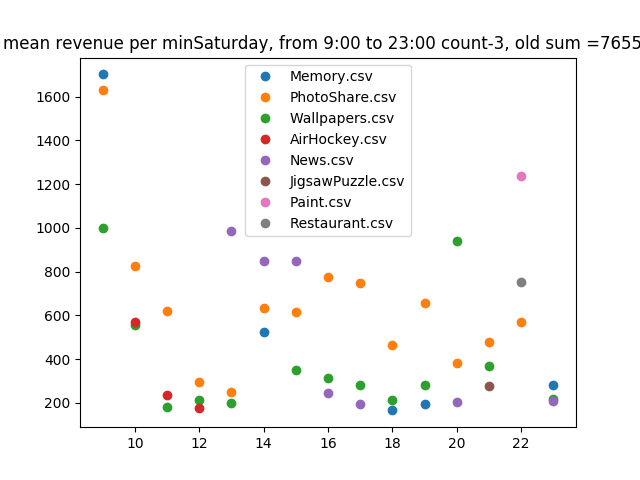 mean revenue per minSaturday, from 9:00 to 23:00 count-3, old sum =7655
1600
1400
1200
1000
800
600
400
200
Memory.csv
PhotoShare.csv
Wallpapers.csv
AirHockey.csv
News.csv
JigsawPuzzle.csv
Paint.csv
Restaurant.csv
10 12 14 16 18 20 22